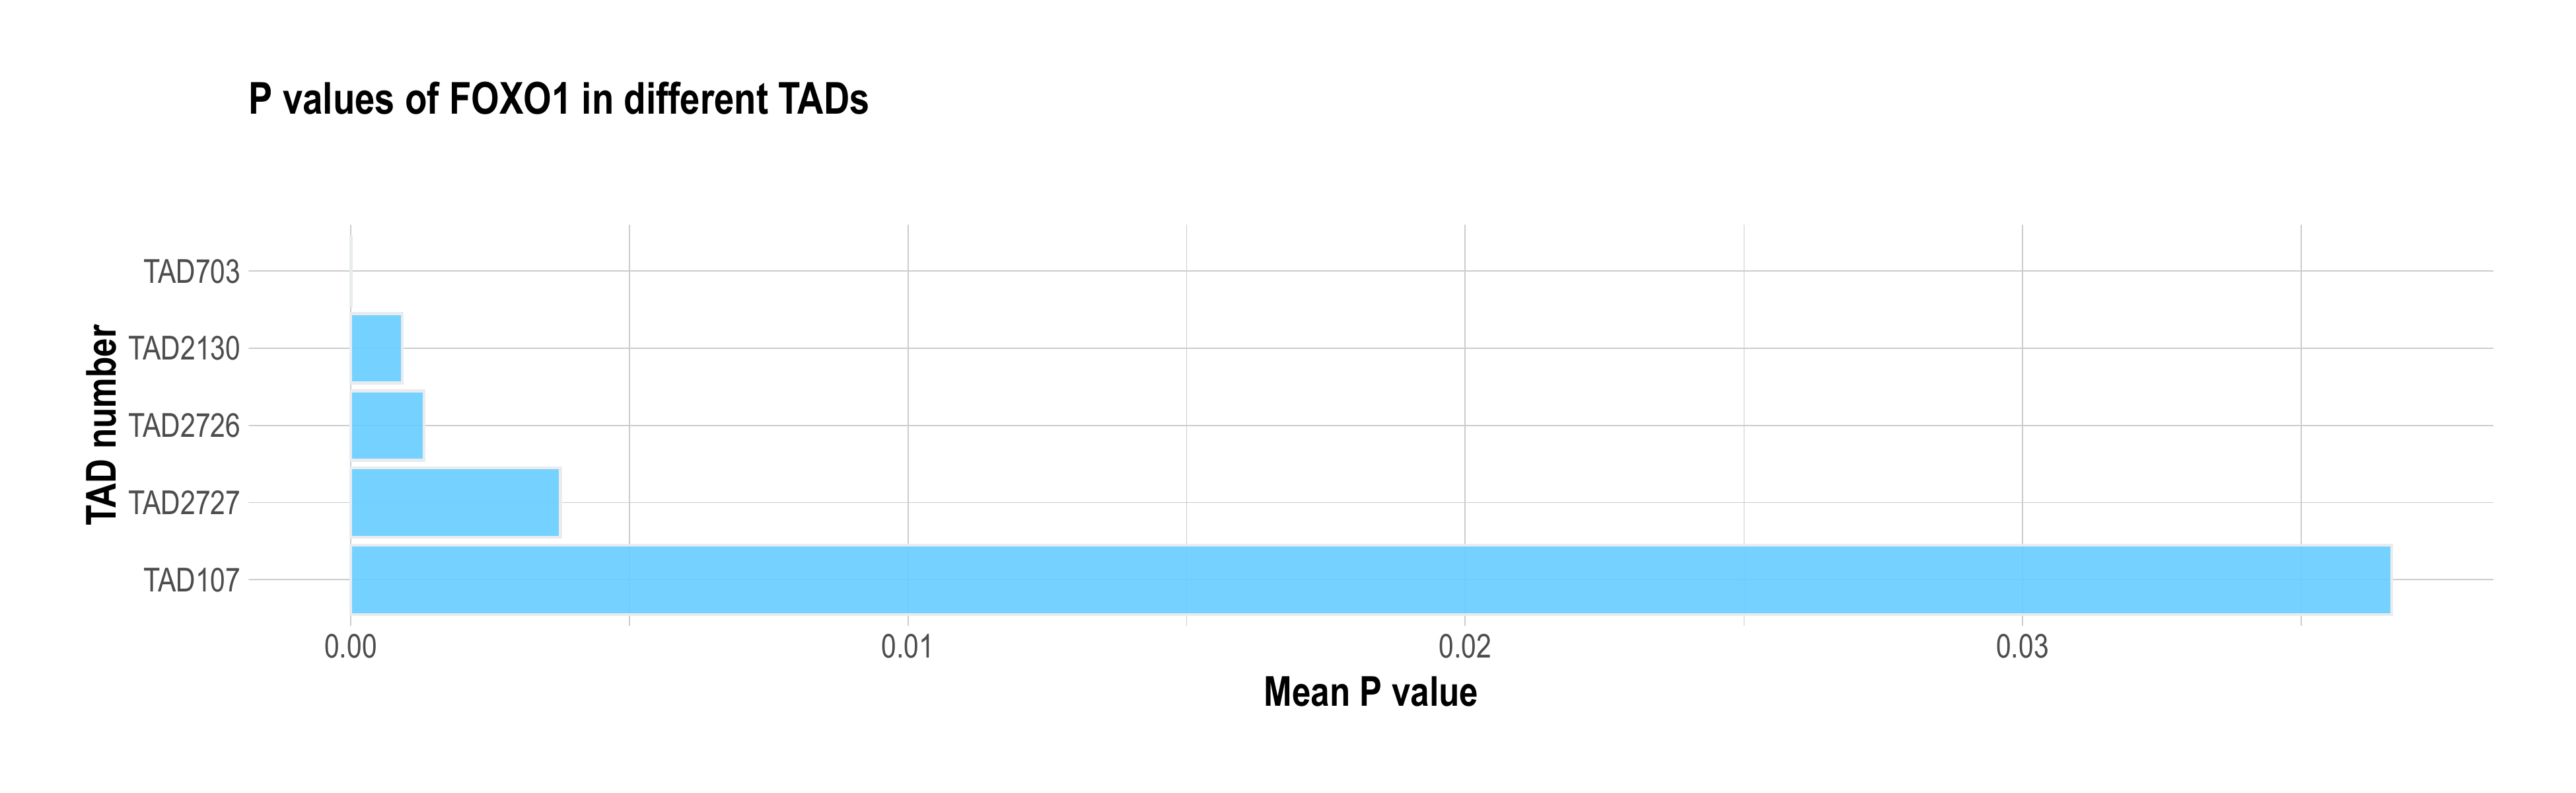 P values of FOXO1 in different TADs
TAD number
TAD703
TAD2130
TAD2726
TAD2727
TAD107
0.00 0.01 0.02 0.03
Mean P value